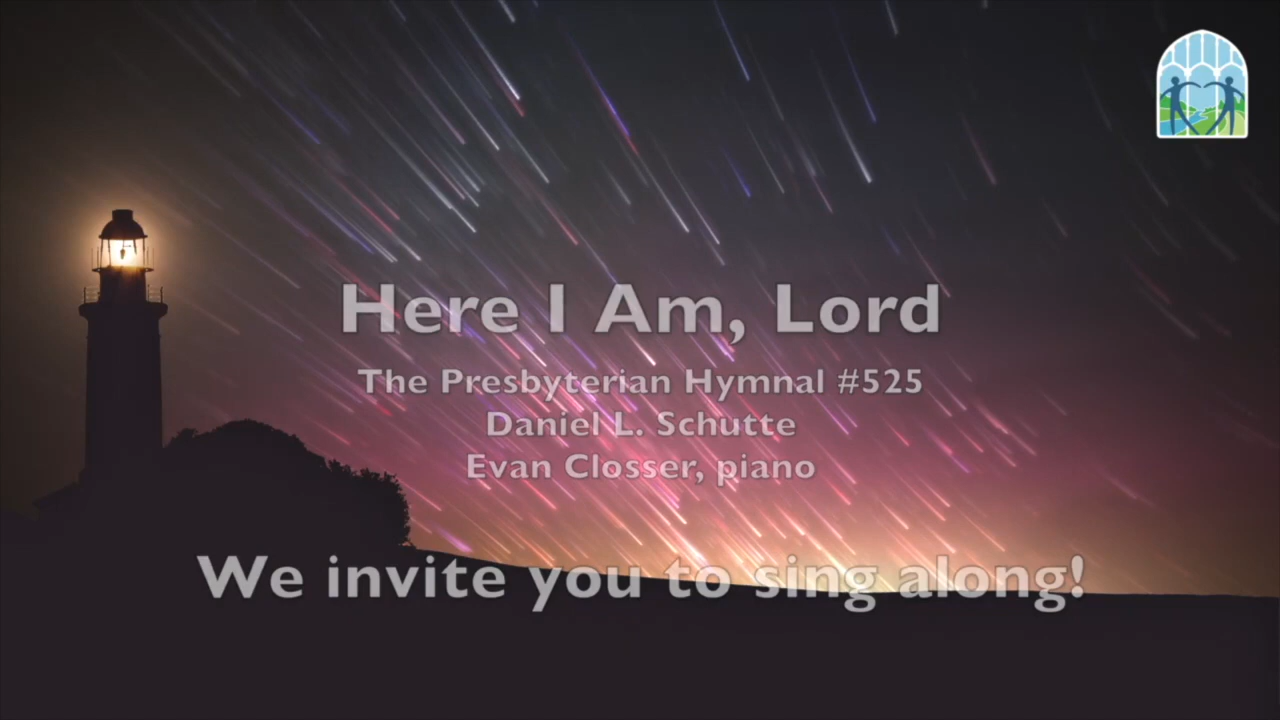 Here I Am, Lord
The Presbyterian Hymnal #525
Daniel L. Schutte
Evan Closser, piano
We invite you to sing along!